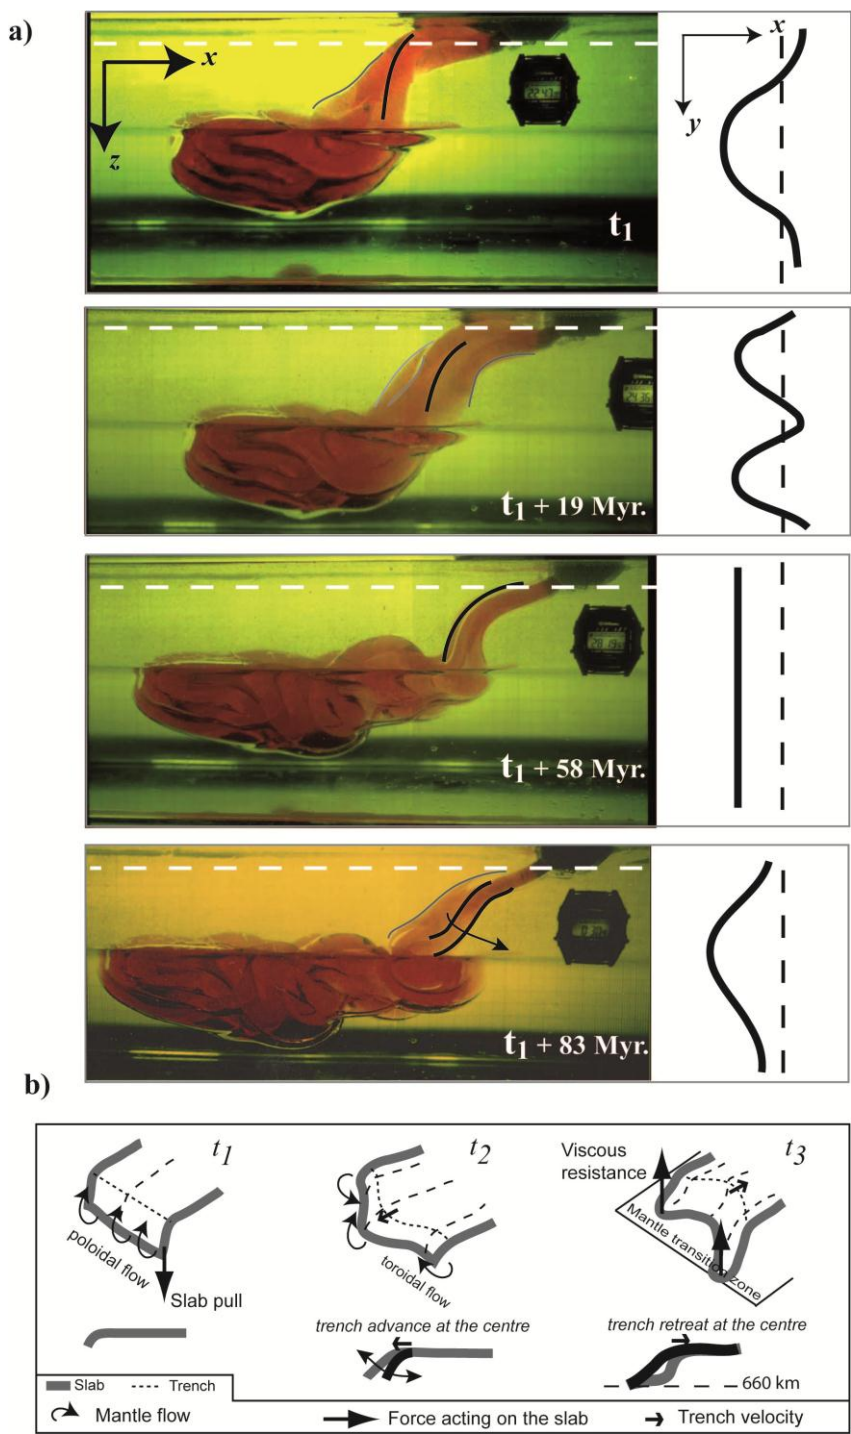 a)
x
z
22:43
t1
x
y
t1 + 19 Myr.
t1 + 58 Myr.
t1 + 83 Myr.
b)
t1
poloidal flow
Slab pull
t2
toroidal flow
trench advance at the centre
t3
Viscous
resistance
Mantle transition zone
trench retreat at the centre
660 km
Slab
Trench
Mantle flow
Force acting on the slab
Trench velocity